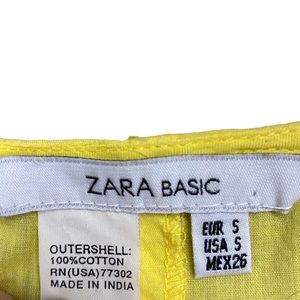 ZARA BASIC
OUTERSHELL:
100%COTTON
RN(USA)77302
MADE IN INDIA
EUR S
USA S
MEX26